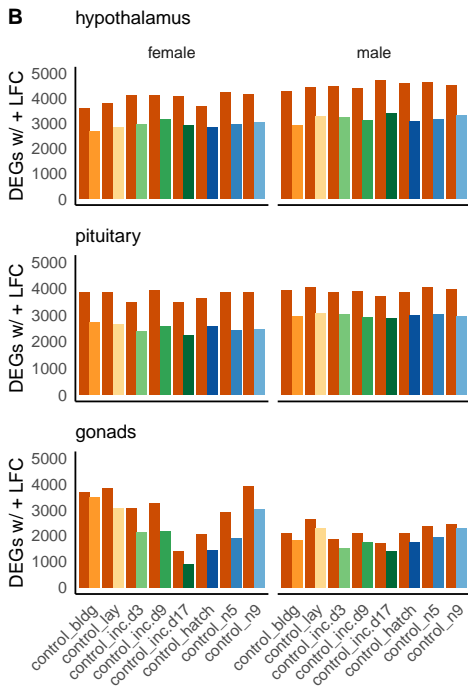 B
hypothalamus
female
male
DEGs w/ + LFC
5000
4000
3000
2000
1000
0
pituitary
DEGs w/ + LFC
5000
4000
3000
2000
1000
0
gonads
DEGs w/ + LFC
5000
4000
3000
2000
1000
0
control_bldg
control_lay
control_inc.d3
control_inc.d9
control_inc.d17
control_hatch
control_n5
control_n9
control_bldg
control_lay
control_inc.d3
control_inc.d9
control_inc.d17
control_hatch
control_n5
control_n9